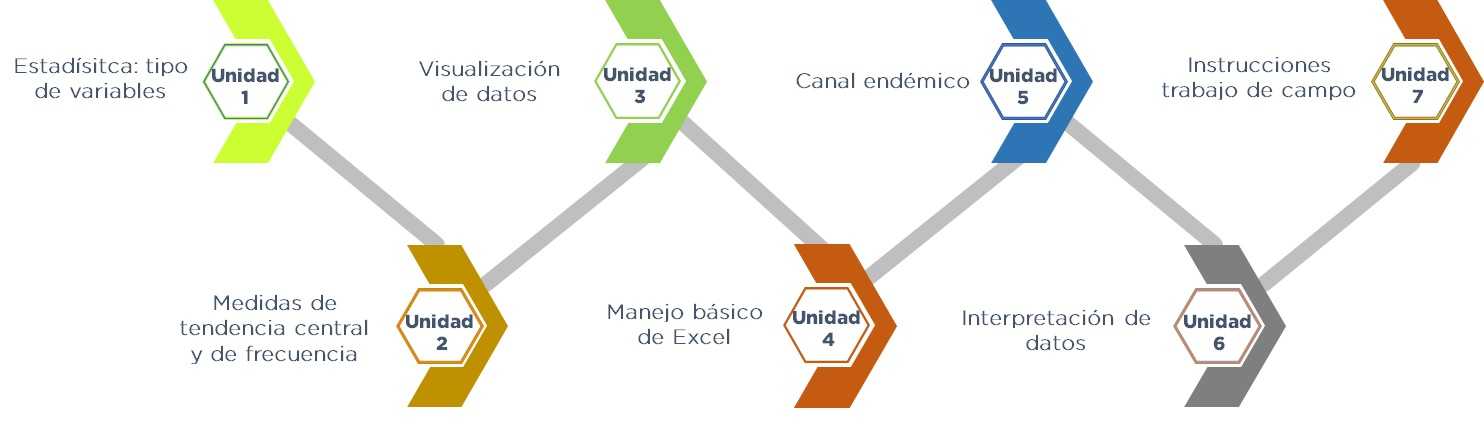 Estadísitca: tipo
de variables
Unidad
1
Medidas de
tendencia central
y de frecuencia
Unidad
2
Visualización
de datos
Unidad
3
Manejo básico
de Excel
Unidad
4
Canal endémico
Unidad
5
Interpretación de
datos
Unidad
6
Instrucciones
trabajo de campo
Unidad
7